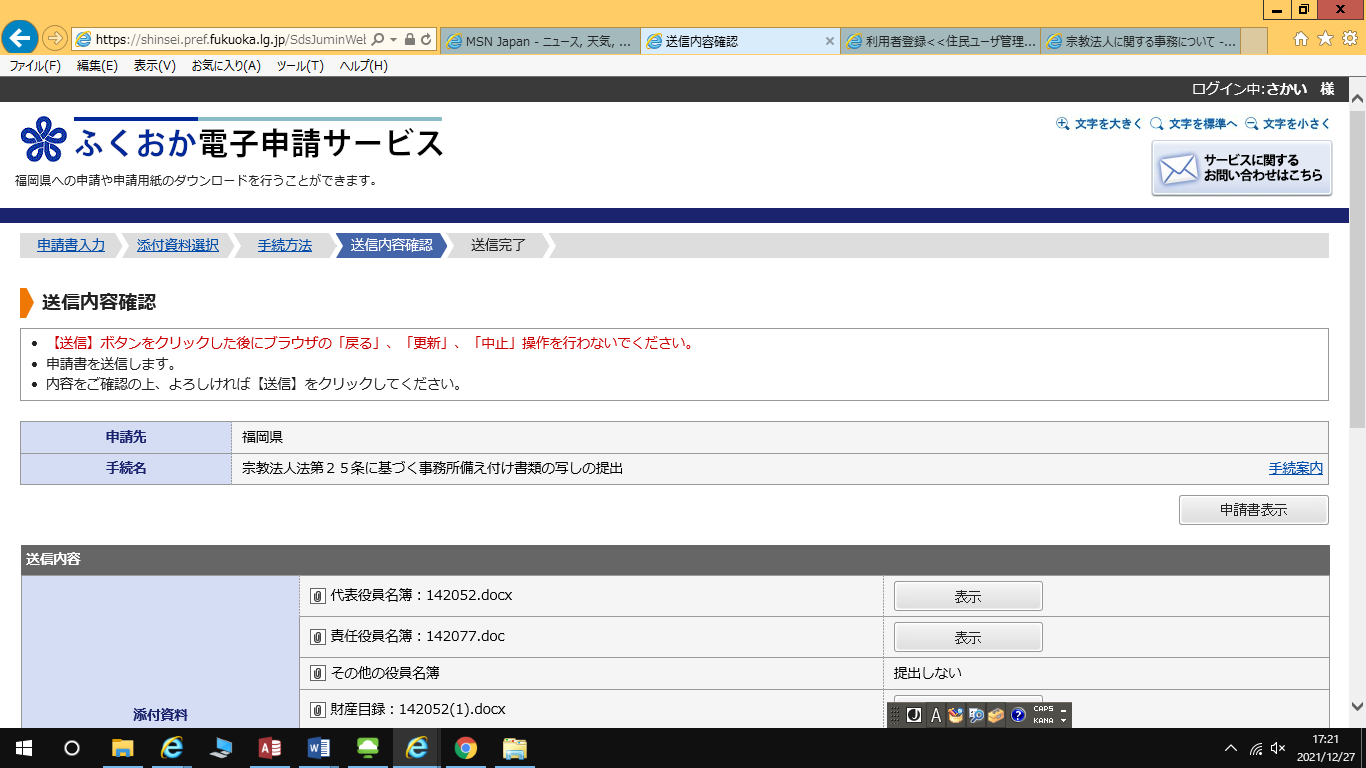 https://shinsei.pref.fukuoka.lg.jp/SdsJuminWeb
MSN Japan - ニュース, 天気, ...
送信内容確認
利用者登録<<住民ユーザ管理...
宗教法人に関する事務について -...
ファイル(F) 編集(E) 表示(V) お気に入り(A) ツール(T) ヘルプ(H)
ログイン中:さかい 様
ふくおか電子申請サービス
文字を大きく 文字を標準へ 文字を小さく
サービスに関する
お問い合わせはこちら
福岡県への申請や申請用紙のダウンロードを行うことができます。
申請書入力 添付資料選択 手続方法 送信内容確認 送信完了
送信内容確認
【送信】ボタンをクリックした後にブラウザの「戻る」、「更新」、「中止」操作を行わないでください。
申請書を送信します。
内容をご確認の上、よろしければ【送信】をクリックしてください。
申請先 福岡県
手続名 宗教法人法第２５条に基づく事務所備え付け書類の写しの提出 手続案内
申請書表示
送信内容
添付資料
代表役員名簿：142052.docx 表示
責任役員名簿：142077.doc 表示
その他の役員名簿 提出しない
財産目録：142052(1).docx
A
CAPS
KANA
17:21
2021/12/27